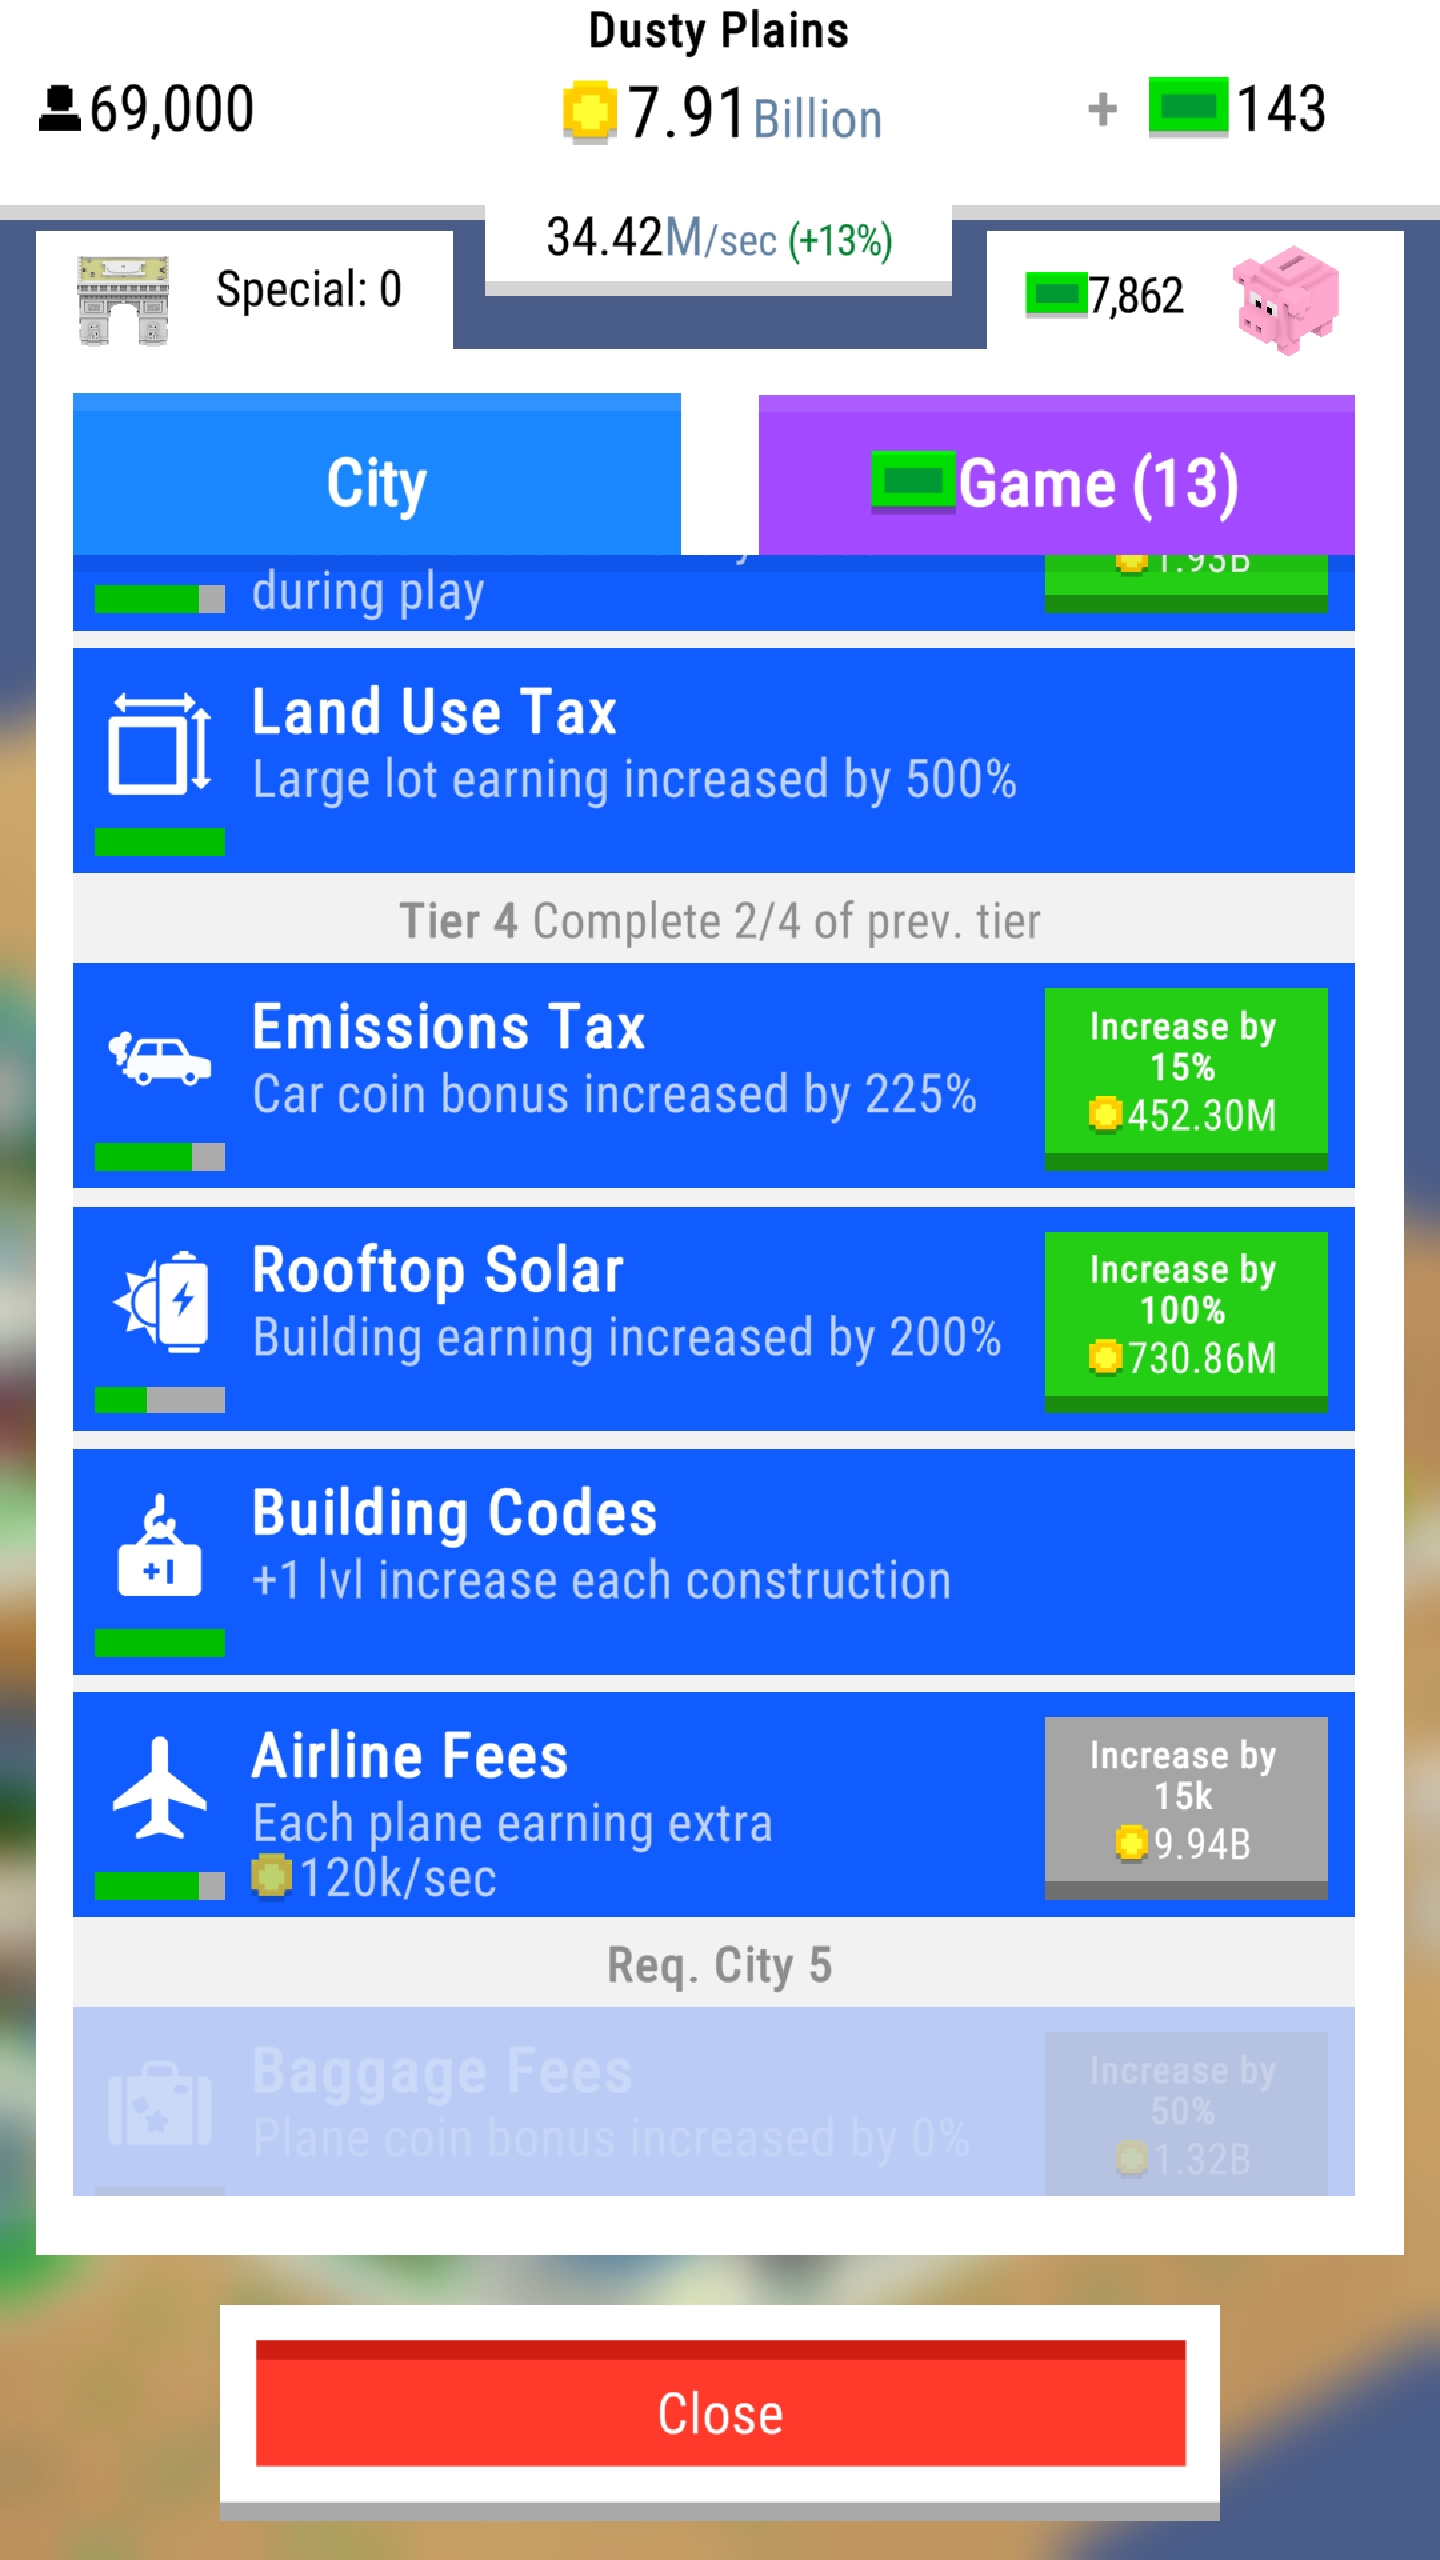 Dusty Plains
69,000
7.91 Billion
+ 143
34.42M/sec (+13%)
Special: 0
7,862
City
Game (13)
during play
1.93B
Land Use Tax
Large lot earning increased by 500%
Tier 4 Complete 2/4 of prev. tier
Emissions Tax
Car coin bonus increased by 225%
Increase by
15%
452.30M
Rooftop Solar
Building earning increased by 200%
Increase by
100%
730.86M
Building Codes
+1 lvl increase each construction
+1
Airline Fees
Each plane earning extra
120k/sec
Increase by
15k
9.94B
Req. City 5
Baggage Fees
Plane coin bonus increased by 0%
Increase by
50%
1.32B
Close